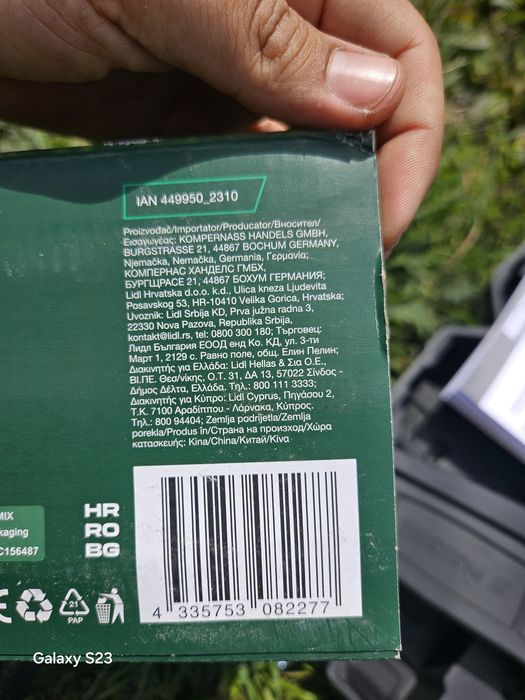 IAN 449950_2310
Proizvođač/Importator/Producator/Вносител/
Εισαγωγέας: KOMPERNASS HANDELS GMBH,
BURGSTRASSE 21, 44867 BOCHUM GERMANY,
Njemačka, Nemačka, Germania, Германия;
КОМПЕРНАС ХАНДЕЛС ГМБХ,
БУРГЩРАСЕ 21, 44867 БОХУМ ГЕРМАНИЯ;
Lidl Hrvatska d.o.o. k.d., Ulica kneza Ljudevita
Posavskog 53, HR-10410 Velika Gorica, Hrvatska;
Uvoznik: Lidl Srbija KD, Prva južna radna 3,
22330 Nova Pazova, Republika Srbija,
kontakt@lidl.rs, tel: 0800 300 180; Търговец:
Лидл България ЕООД енд Ко. КД, ул. 3-ти
Март 1, 2129 с. Равно поле, общ. Елин Пелин;
Διακινητής για Ελλάδα: Lidl Hellas & Σια Ο.Ε.,
ΒΙ.ΠΕ. Θεσ/νίκης, Ο.Τ. 31, ΔΑ 13, 57022 Σίνδος -
Δήμος Δέλτα, Ελλάδα, Τηλ.: 800 111 3333;
Διακινητής για Κύπρο: Lidl Cyprus, Πηγάσου 2,
Τ.Κ. 7100 Αραδίππου - Λάρνακα, Κύπρος.
Τηλ.: 800 94404; Zemlja podrijetla/Zemlja
porekla/Produs în/Страна на произход/Χώρα
κατασκευής: Kina/China/Китай/Κίνα
MIX
kaging
C156487
HR
RO
BG
21
PAP
4 335753 082277
300
Galaxy S23